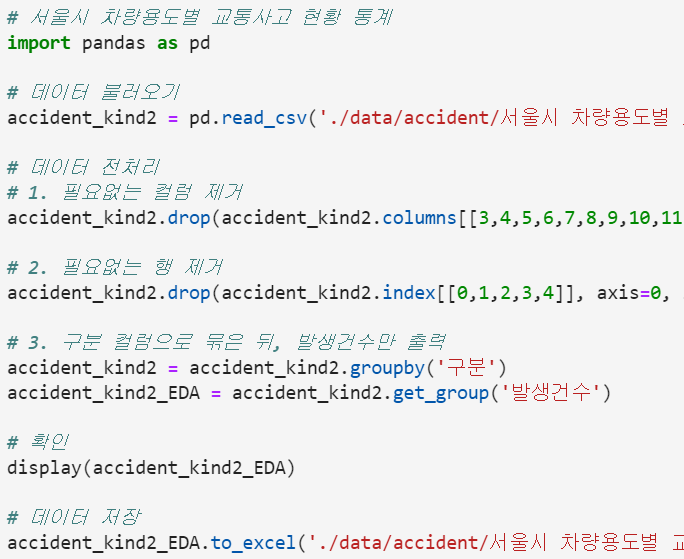 # 서울시 차량용도별 교통사고 현황 통계
import pandas as pd
# 데이터 불러오기
accident_kind2 = pd.read_csv('./data/accident/서울시 차량용도별
# 데이터 전처리
# 1. 필요없는 컬럼 제거
accident_kind2.drop(accident_kind2.columns[[3,4,5,6,7,8,9,10,11
# 2. 필요없는 행 제거
accident_kind2.drop(accident_kind2.index[[0,1,2,3,4]], axis=0,
# 3. 구분 컬럼으로 묶은 뒤, 발생건수만 출력
accident_kind2 = accident_kind2.groupby('구분')
accident_kind2_EDA = accident_kind2.get_group('발생건수')
# 확인
display(accident_kind2_EDA)
# 데이터 저장
accident_kind2_EDA.to_excel('./data/accident/서울시 차량용도별 교